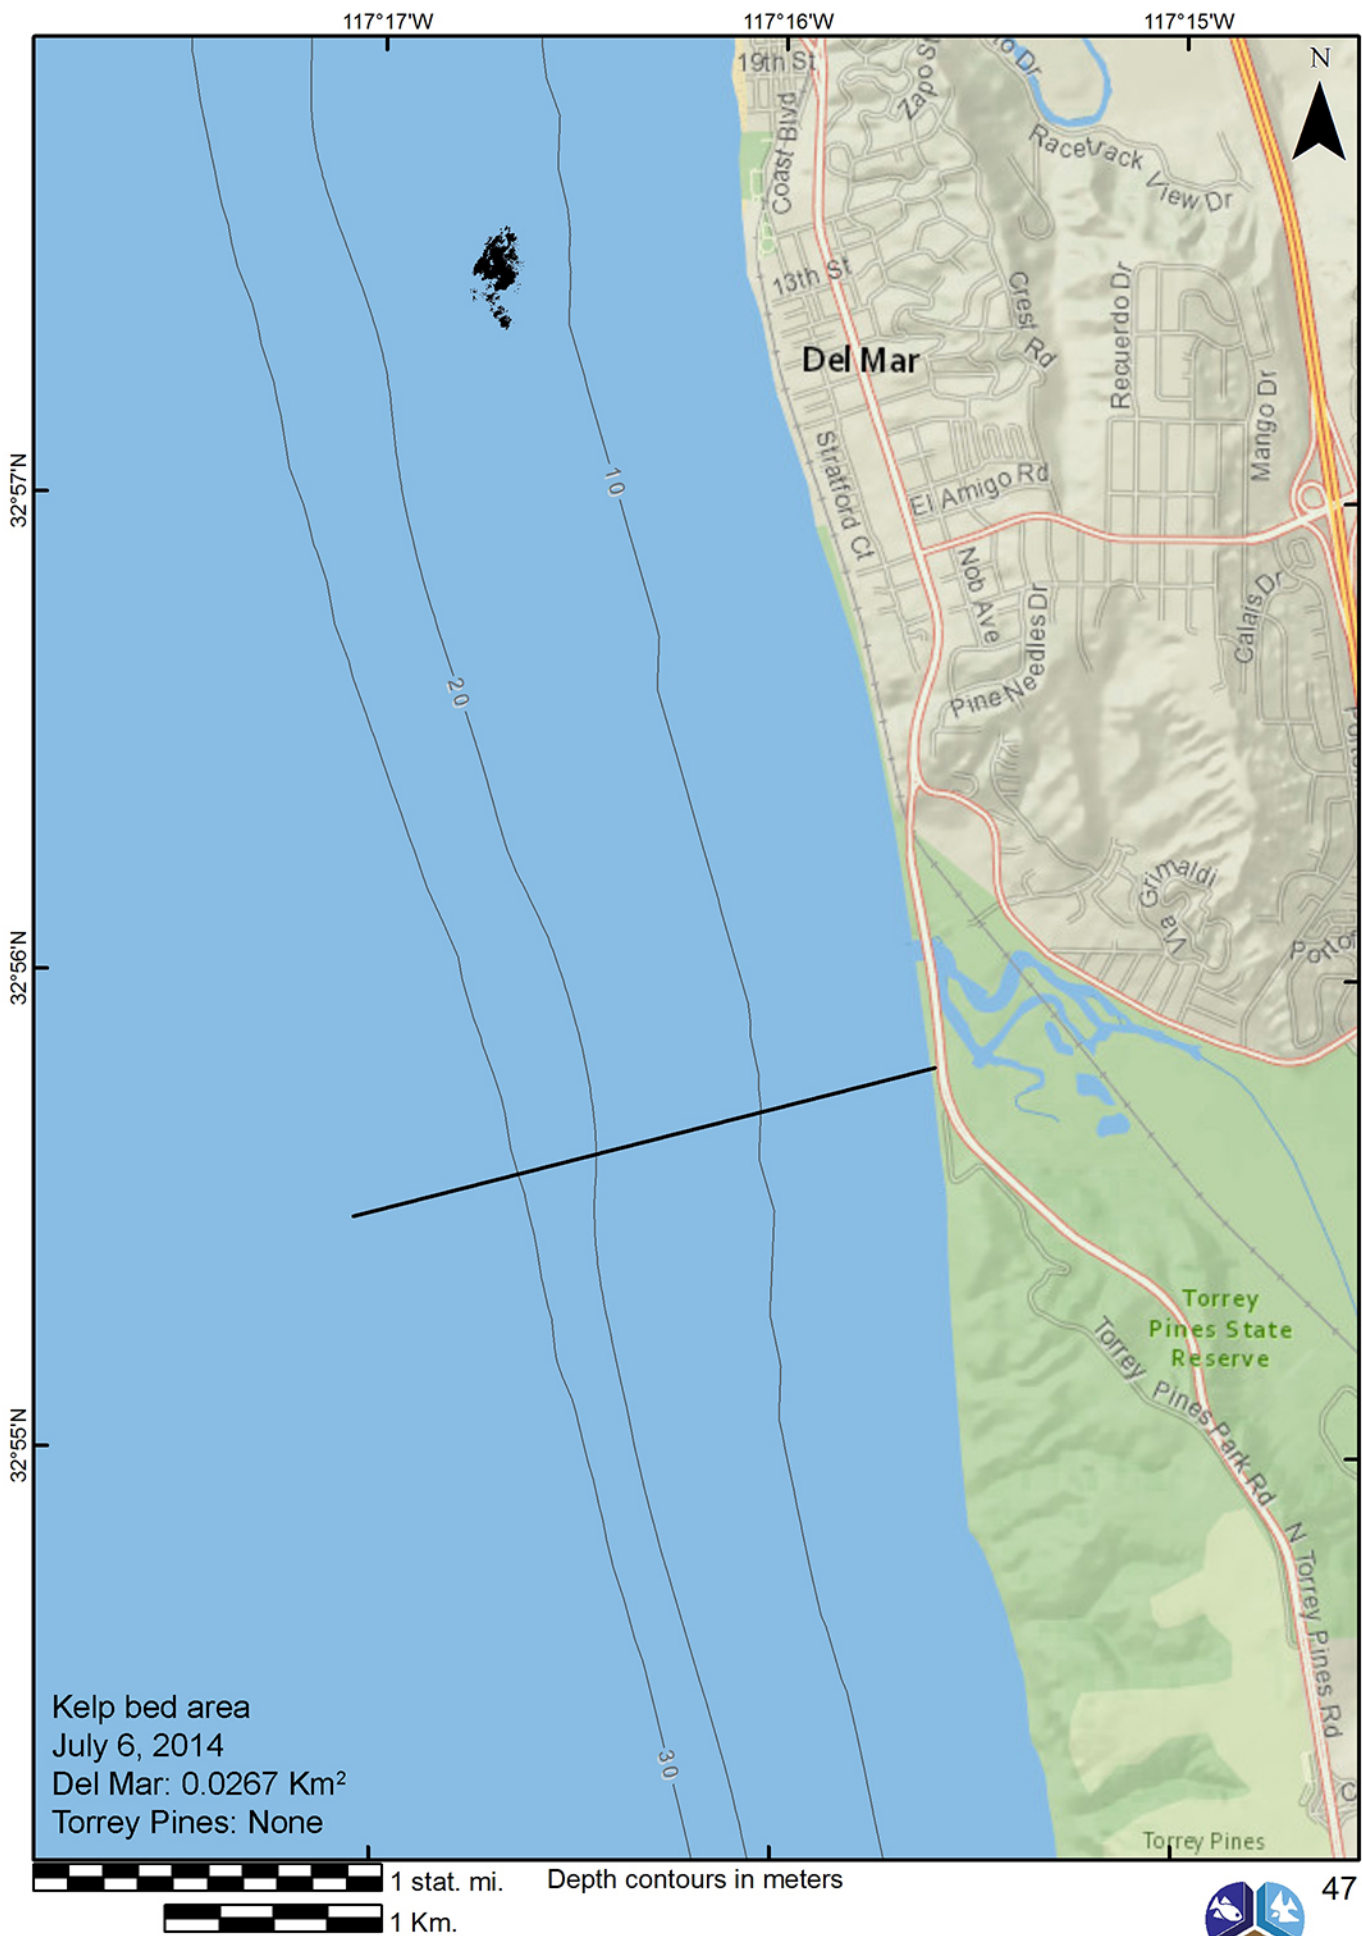 117°17'W
117°16'W
117°15'W
N
19th St
Coast Blvd
Racetrack View Dr
13th St
Crest Rd
Recuerdo Dr
Mango Dr
Del Mar
Stratford Ct
El Amigo Rd
32°57'N
10
Nob Ave
Pine Needles Dr
Calais Dr
20
Via Grimaldi
32°56'N
Torrey
Pines State
Reserve
Torrey Pines Park Rd
32°55'N
N Torrey Pines Rd
30
Kelp bed area
July 6, 2014
Del Mar: 0.0267 Km²
Torrey Pines: None
Torrey Pines
1 stat. mi.
Depth contours in meters
47
1 Km.